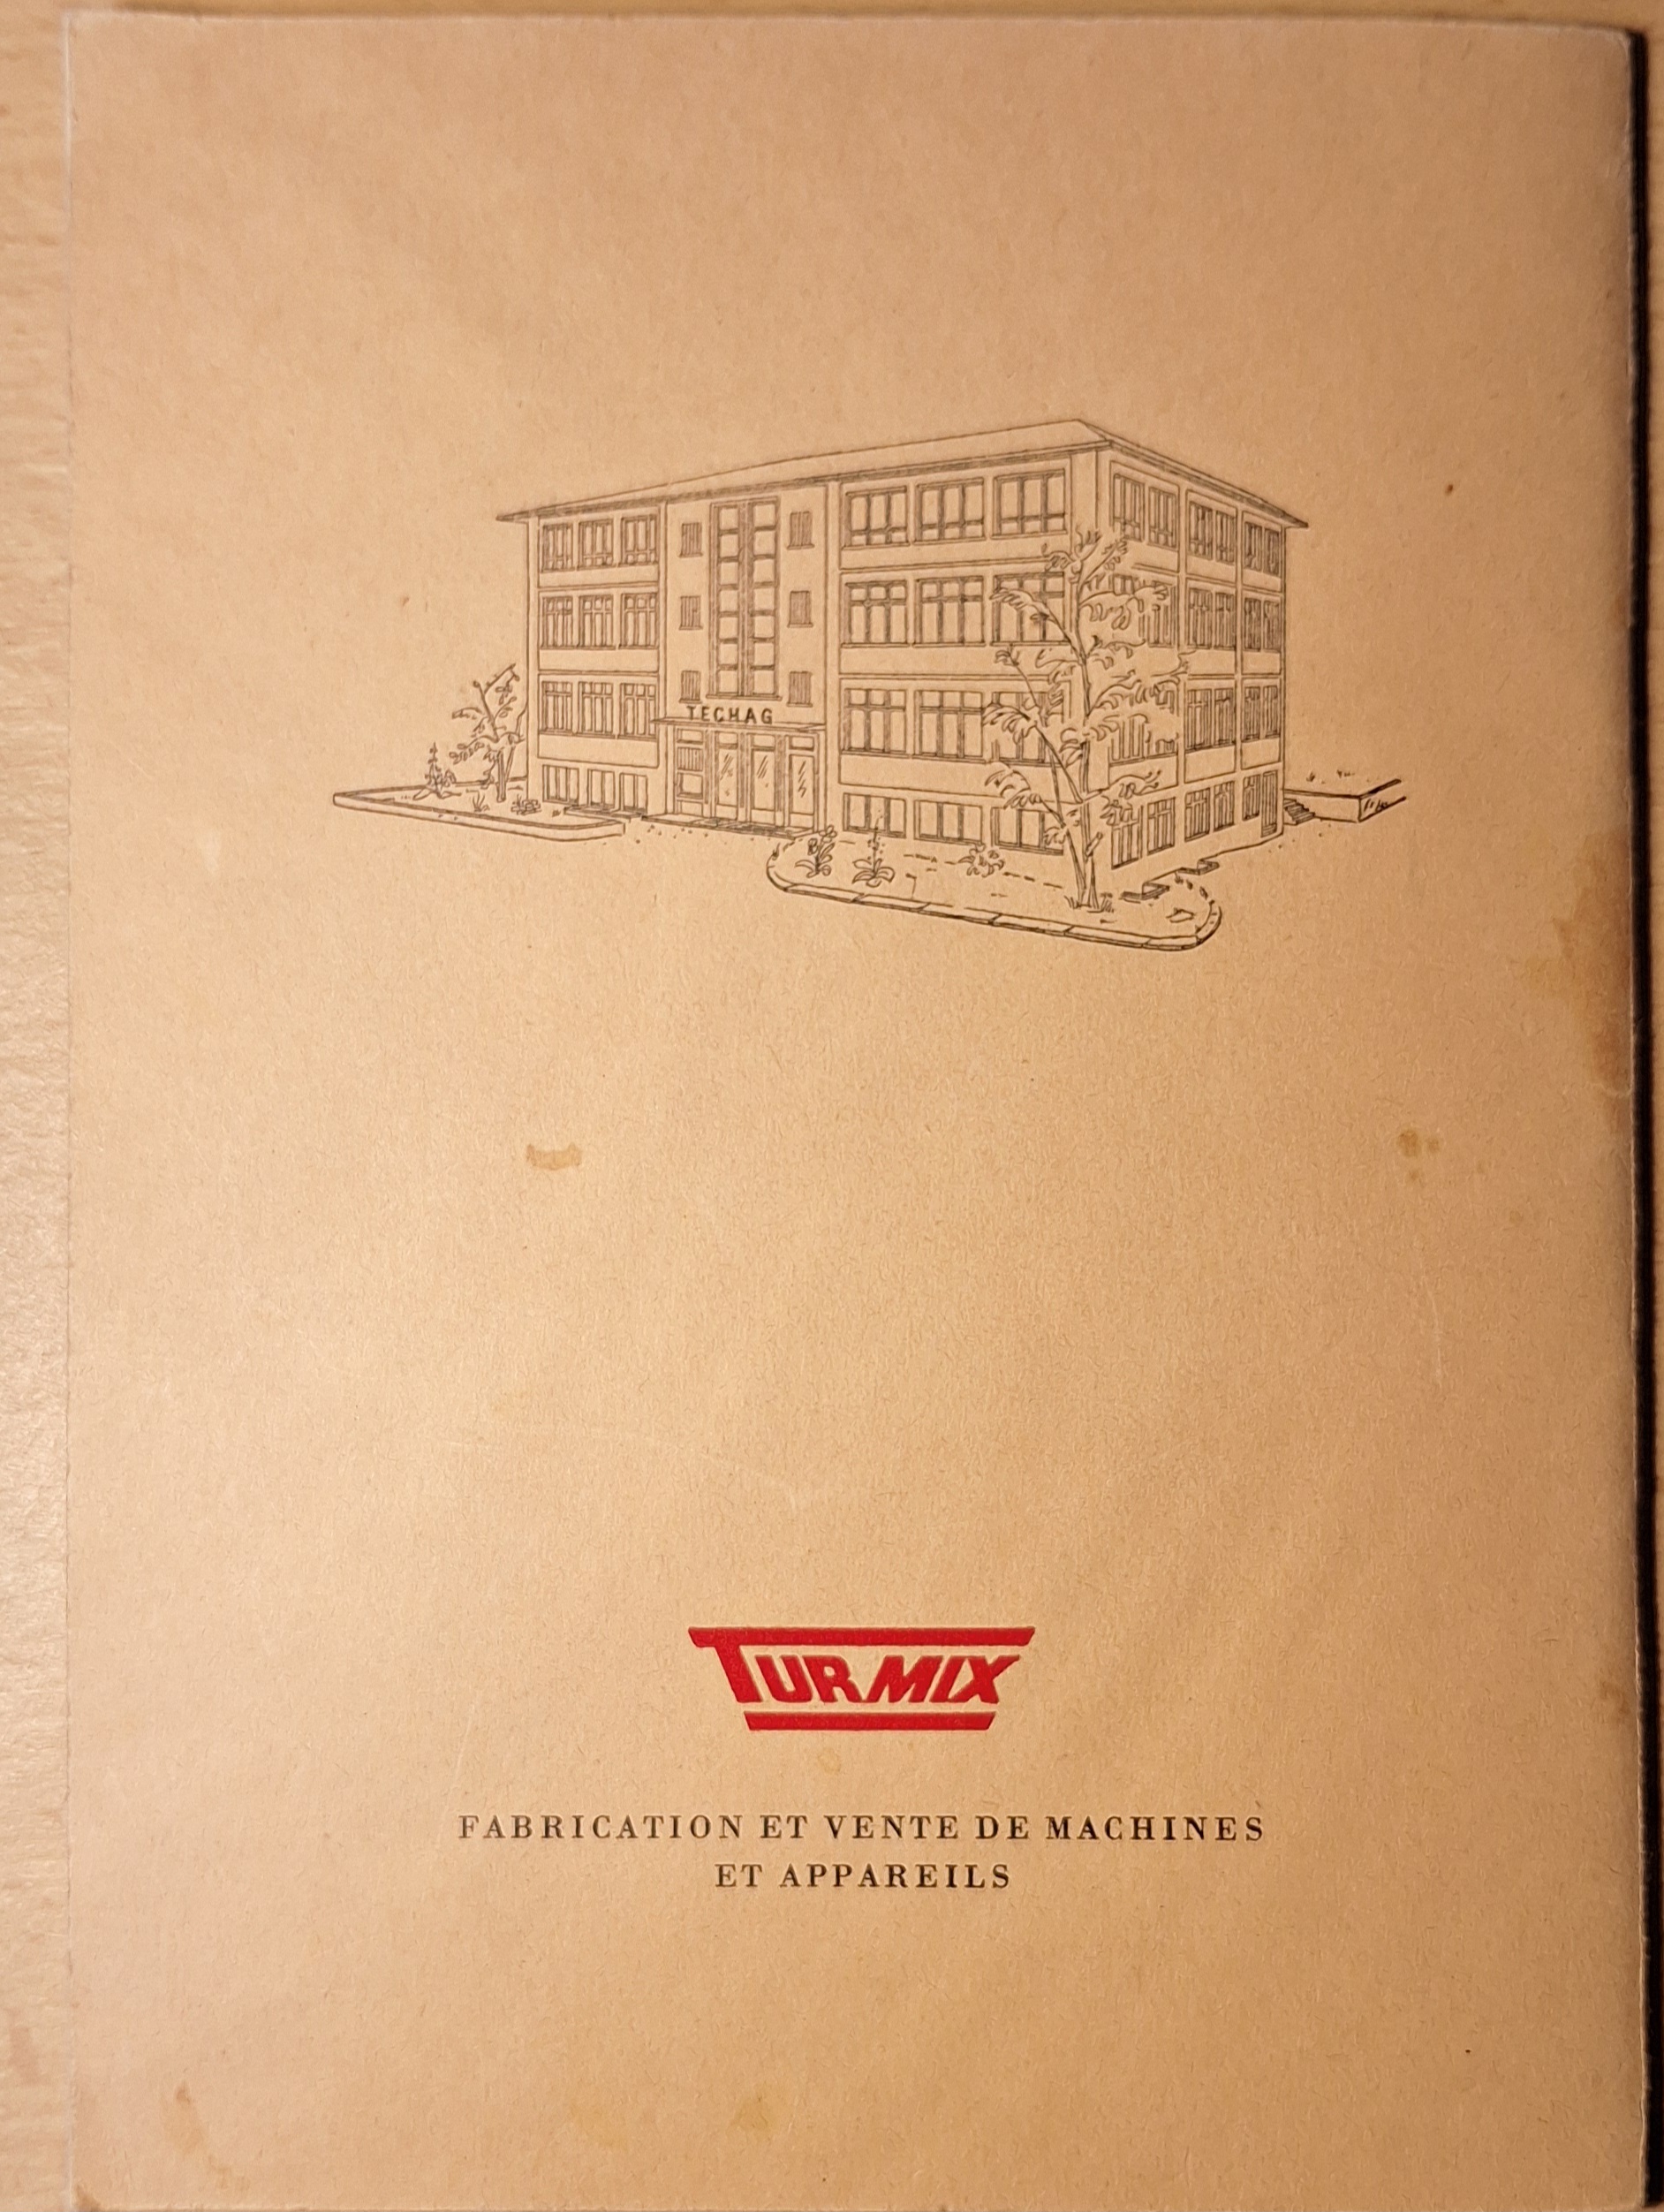 TECHAG
TURMIX
FABRICATION ET VENTE DE MACHINES
ET APPAREILS